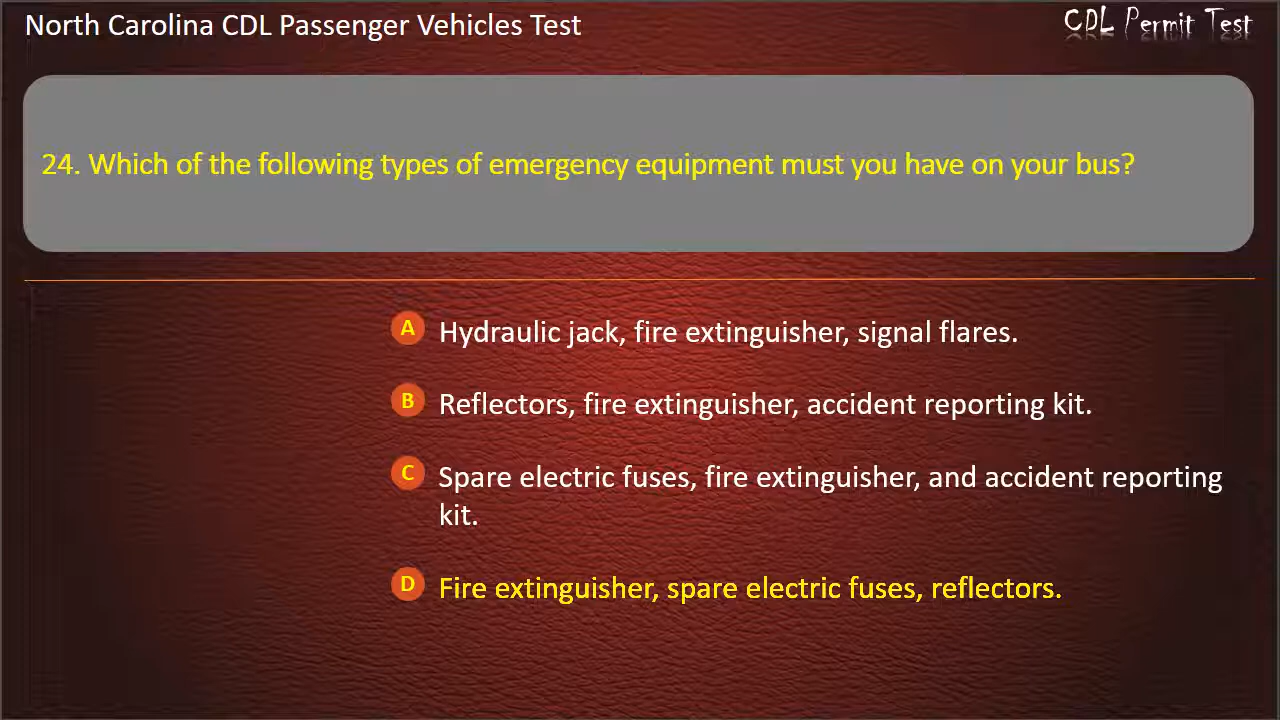 North Carolina CDL Passenger Vehicles Test
CDL Permit Test
24. Which of the following types of emergency equipment must you have on your bus?
A Hydraulic jack, fire extinguisher, signal flares.
B Reflectors, fire extinguisher, accident reporting kit.
C Spare electric fuses, fire extinguisher, and accident reporting
kit.
D Fire extinguisher, spare electric fuses, reflectors.